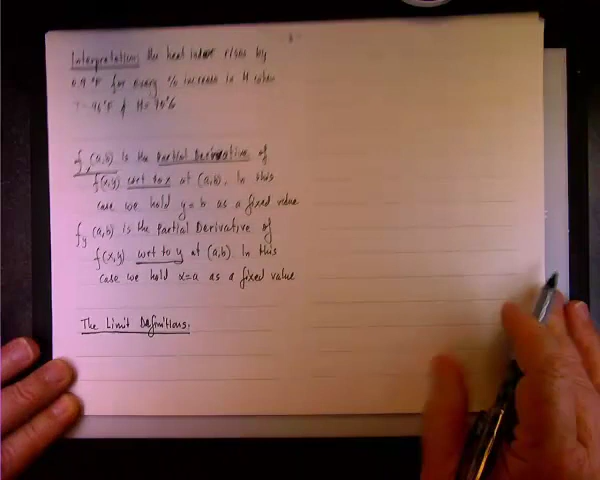 Interpretation: the heat index rises by
0.9 °F for every % increase in H when
T = 96°F & H = 70%
fx (a,b) is the Partial Derivative of
f(x,y) wrt to x at (a,b). In this
case we hold y = b as a fixed value
fy (a,b) is the Partial Derivative of
f(x,y) wrt to y at (a,b). In this
case we hold x=a as a fixed value
The Limit Definitions: